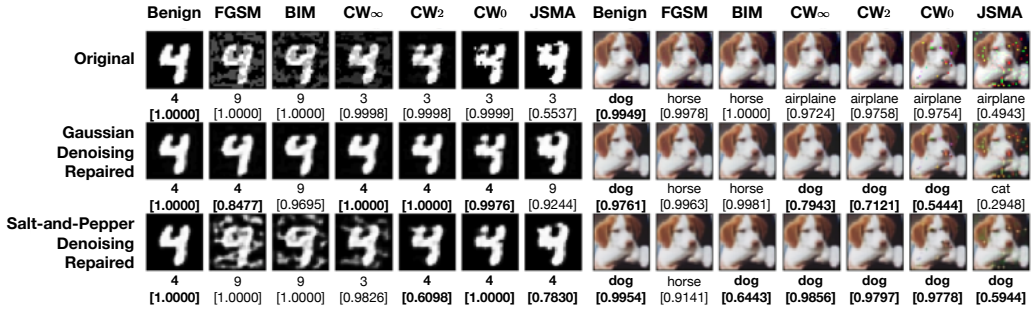 Benign FGSM BIM CW∞ CW2 CW0 JSMA Benign FGSM BIM CW∞ CW2 CW0 JSMA
Original
4 9 9 3 3 3 3 dog horse horse airplaine airplane airplane airplane
[1.0000] [1.0000] [1.0000] [0.9998] [0.9998] [0.9999] [0.5537] [0.9949] [0.9978] [1.0000] [0.9724] [0.9758] [0.9754] [0.4943]
Gaussian
Denoising
Repaired
4 4 9 4 4 4 9 dog horse horse dog dog dog cat
[1.0000] [0.8477] [0.9695] [1.0000] [1.0000] [0.9976] [0.9244] [0.9761] [0.9963] [0.9981] [0.7943] [0.7121] [0.5444] [0.2948]
Salt-and-Pepper
Denoising
Repaired
4 9 9 3 4 4 4 dog horse dog dog dog dog dog
[1.0000] [1.0000] [1.0000] [0.9826] [0.6098] [1.0000] [0.7830] [0.9954] [0.9141] [0.6443] [0.9856] [0.9797] [0.9778] [0.5944]